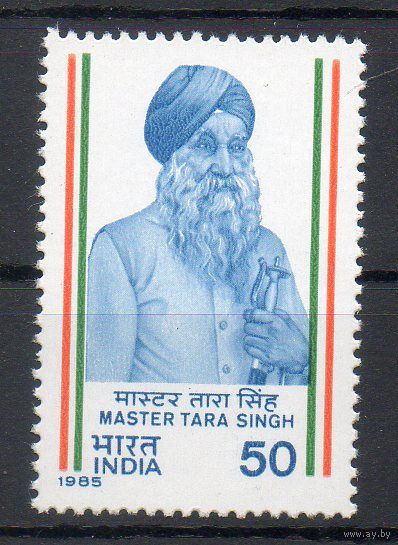 मास्टर तारा सिंह
MASTER TARA SINGH
भारत
INDIA
50
1985
© www.ay.by